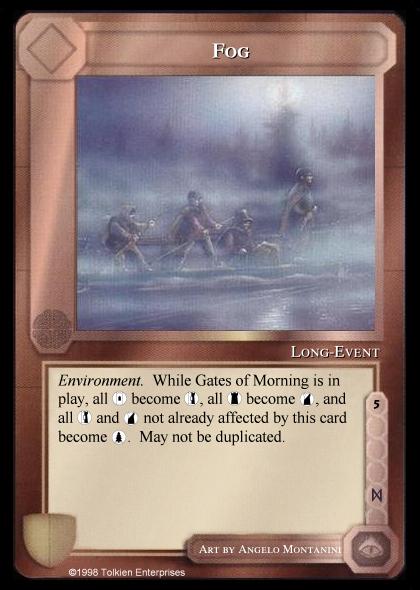 FOG
LONG-EVENT
Environment. While Gates of Morning is in
play, all become , all become , and
all and not already affected by this card
become . May not be duplicated.
5
ᛞ
ART BY ANGELO MONTANINI
©1998 Tolkien Enterprises